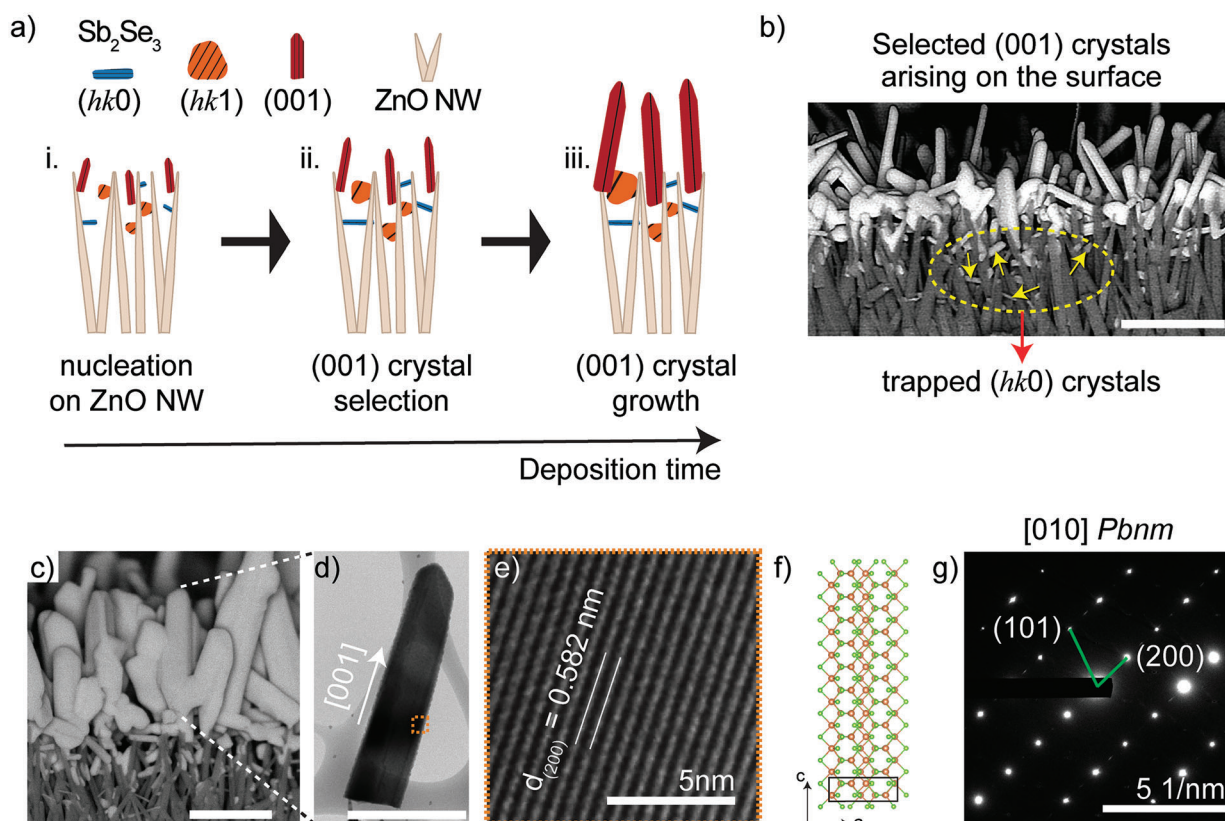 a)
Sb2Se3
(hk0)
(hk1)
(001)
ZnO NW
i.
ii.
iii.
nucleation
on ZnO NW
(001) crystal
selection
(001) crystal
growth
Deposition time
b)
Selected (001) crystals
arising on the surface
trapped (hk0) crystals
c)
d)
[001]
e)
d(200) = 0.582 nm
5nm
f)
c
[010] Pbnm
g)
(101)
(200)
5 1/nm